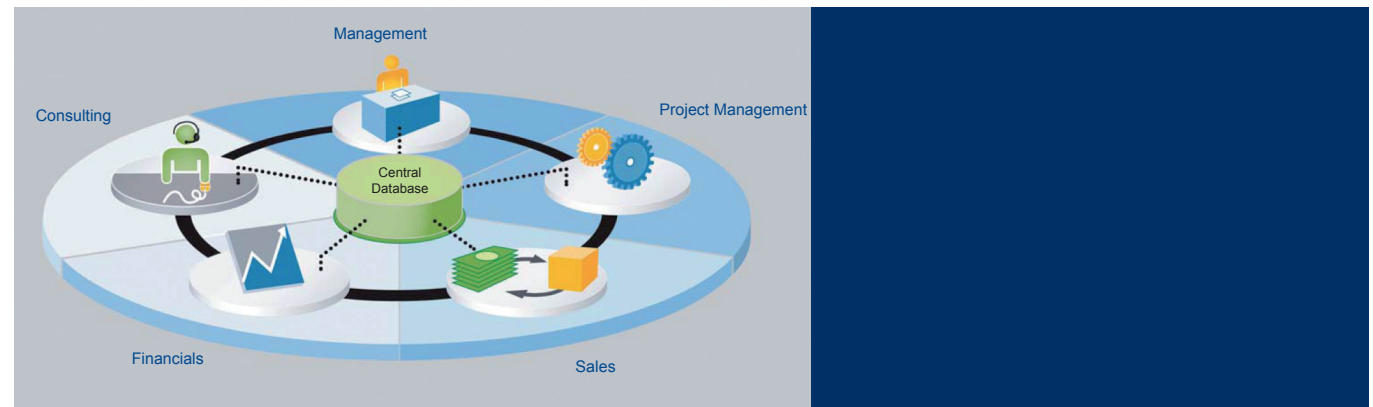 Management
Consulting
Project Management
Central
Database
Financials
Sales